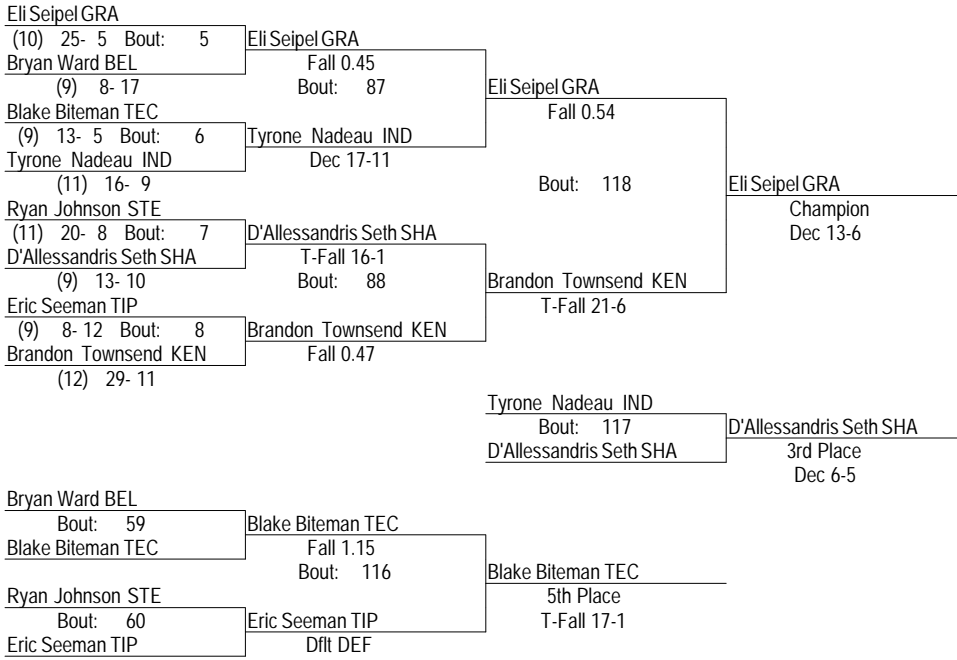 Eli Seipel GRA
(10) 25- 5 Bout: 5 Eli Seipel GRA
Bryan Ward BEL Fall 0.45
(9) 8- 17 Bout: 87 Eli Seipel GRA
Blake Biteman TEC Fall 0.54
(9) 13- 5 Bout: 6 Tyrone Nadeau IND
Tyrone Nadeau IND Dec 17-11
(11) 16- 9 Bout: 118 Eli Seipel GRA
Ryan Johnson STE Champion
(11) 20- 8 Bout: 7 D'Allessandris Seth SHA Dec 13-6
D'Allessandris Seth SHA T-Fall 16-1
(9) 13- 10 Bout: 88 Brandon Townsend KEN
Eric Seeman TIP T-Fall 21-6
(9) 8- 12 Bout: 8 Brandon Townsend KEN
Brandon Townsend KEN Fall 0.47
(12) 29- 11
Tyrone Nadeau IND
Bout: 117 D'Allessandris Seth SHA
D'Allessandris Seth SHA 3rd Place
Dec 6-5
Bryan Ward BEL
Bout: 59 Blake Biteman TEC
Blake Biteman TEC Fall 1.15
Bout: 116 Blake Biteman TEC
Ryan Johnson STE 5th Place
Bout: 60 Eric Seeman TIP T-Fall 17-1
Eric Seeman TIP Dflt DEF